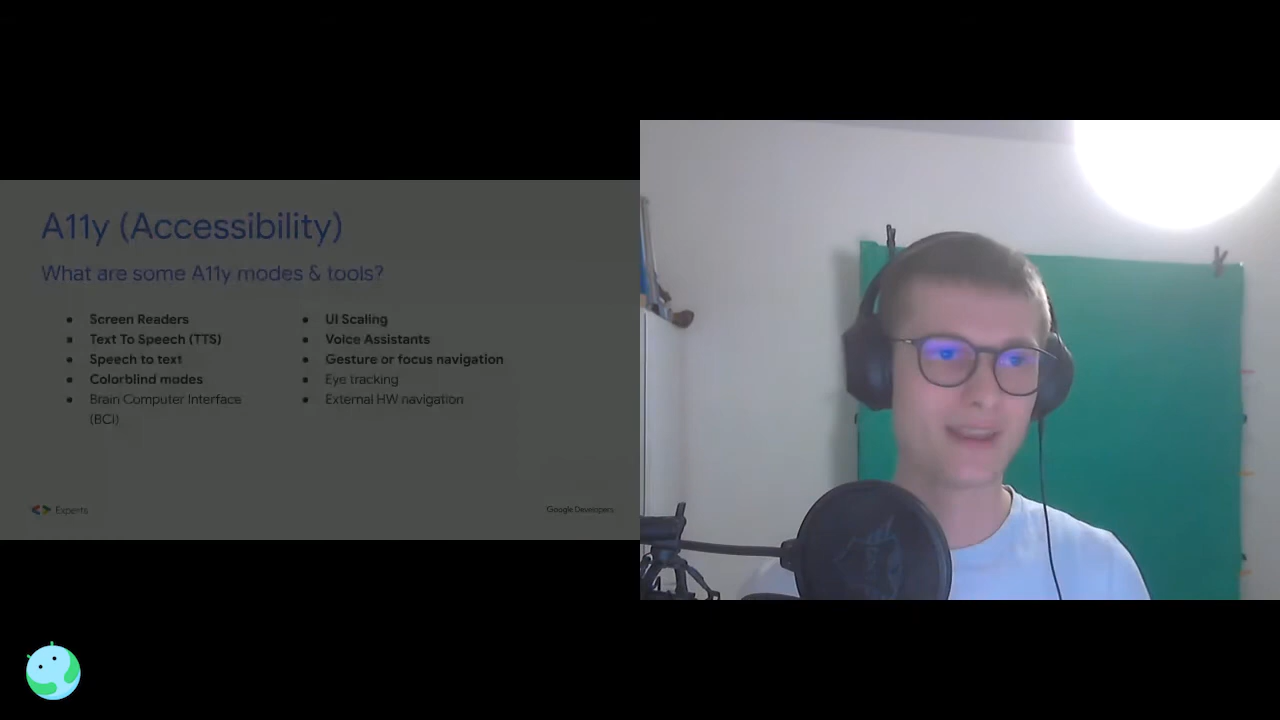 A11y (Accessibility)
What are some A11y modes & tools?
● Screen Readers
● Text To Speech (TTS)
● Speech to text
● Colorblind modes
● Brain Computer Interface
(BCI)
● UI Scaling
● Voice Assistants
● Gesture or focus navigation
● Eye tracking
● External HW navigation
Experts
Google Developers